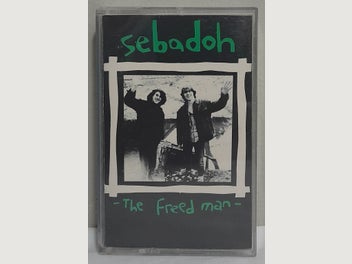 sebadoh
- The Freed man -